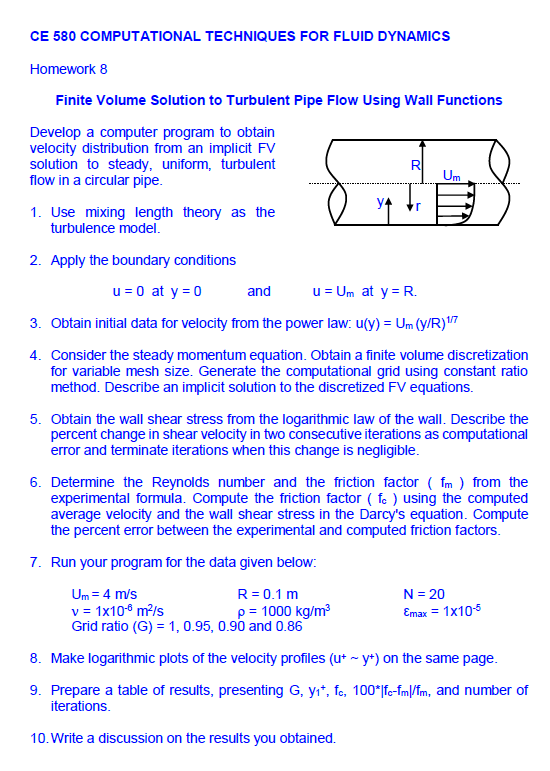 CE 580 COMPUTATIONAL TECHNIQUES FOR FLUID DYNAMICS
Homework 8
Finite Volume Solution to Turbulent Pipe Flow Using Wall Functions
Develop a computer program to obtain
velocity distribution from an implicit FV
solution to steady, uniform, turbulent
flow in a circular pipe.
R
Um
y
r
1. Use mixing length theory as the
turbulence model.
2. Apply the boundary conditions
u = 0 at y = 0 and u = Um at y = R.
3. Obtain initial data for velocity from the power law: u(y) = Um (y/R)^1/7
4. Consider the steady momentum equation. Obtain a finite volume discretization
for variable mesh size. Generate the computational grid using constant ratio
method. Describe an implicit solution to the discretized FV equations.
5. Obtain the wall shear stress from the logarithmic law of the wall. Describe the
percent change in shear velocity in two consecutive iterations as computational
error and terminate iterations when this change is negligible.
6. Determine the Reynolds number and the friction factor ( fm ) from the
experimental formula. Compute the friction factor ( fc ) using the computed
average velocity and the wall shear stress in the Darcy's equation. Compute
the percent error between the experimental and computed friction factors.
7. Run your program for the data given below:
Um = 4 m/s R = 0.1 m N = 20
ν = 1x10⁻⁶ m²/s ρ = 1000 kg/m³ εmax = 1x10⁻⁵
Grid ratio (G) = 1, 0.95, 0.90 and 0.86
8. Make logarithmic plots of the velocity profiles (u⁺ ~ y⁺) on the same page.
9. Prepare a table of results, presenting G, y₁⁺, fc, 100*|fc-fm|/fm, and number of
iterations.
10. Write a discussion on the results you obtained.